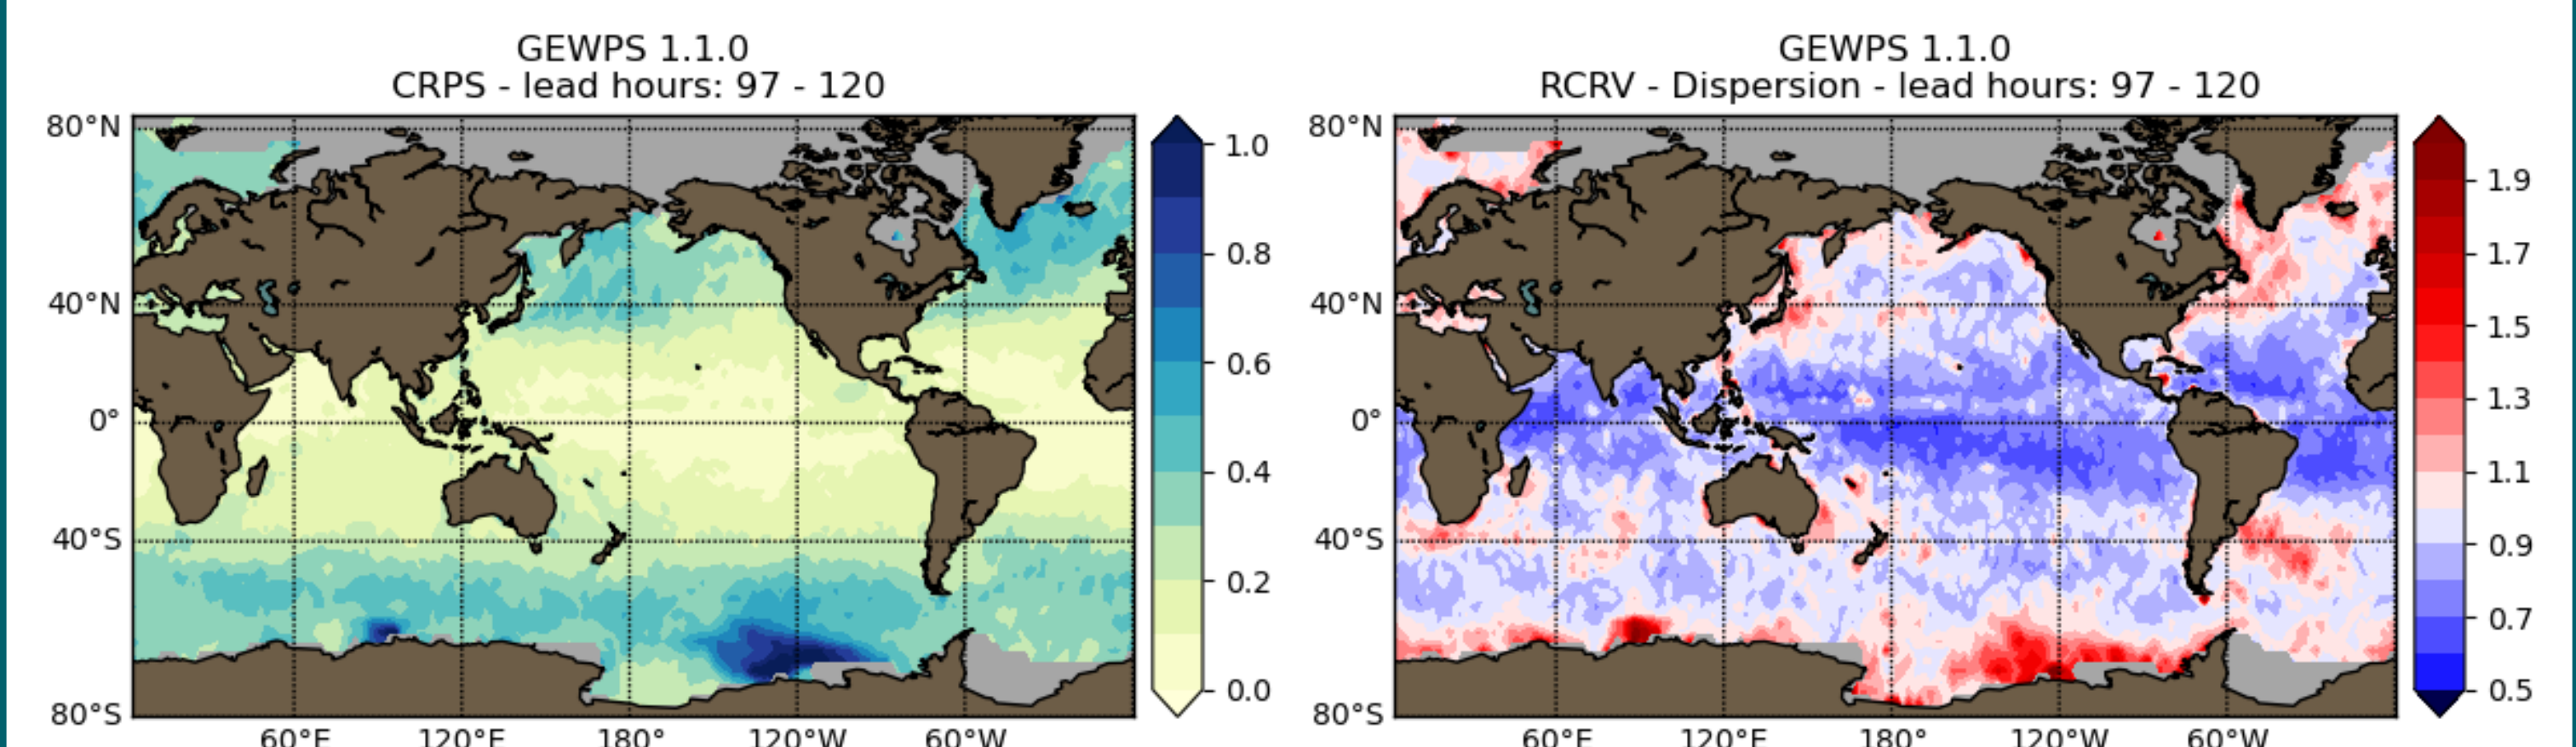 GEWPS 1.1.0
CRPS - lead hours: 97 - 120
80°N
40°N
0°
40°S
80°S
60°E 120°E 180° 120°W 60°W
1.0
0.8
0.6
0.4
0.2
0.0
GEWPS 1.1.0
RCRV - Dispersion - lead hours: 97 - 120
80°N
40°N
0°
40°S
80°S
60°E 120°E 180° 120°W 60°W
1.9
1.7
1.5
1.3
1.1
0.9
0.7
0.5